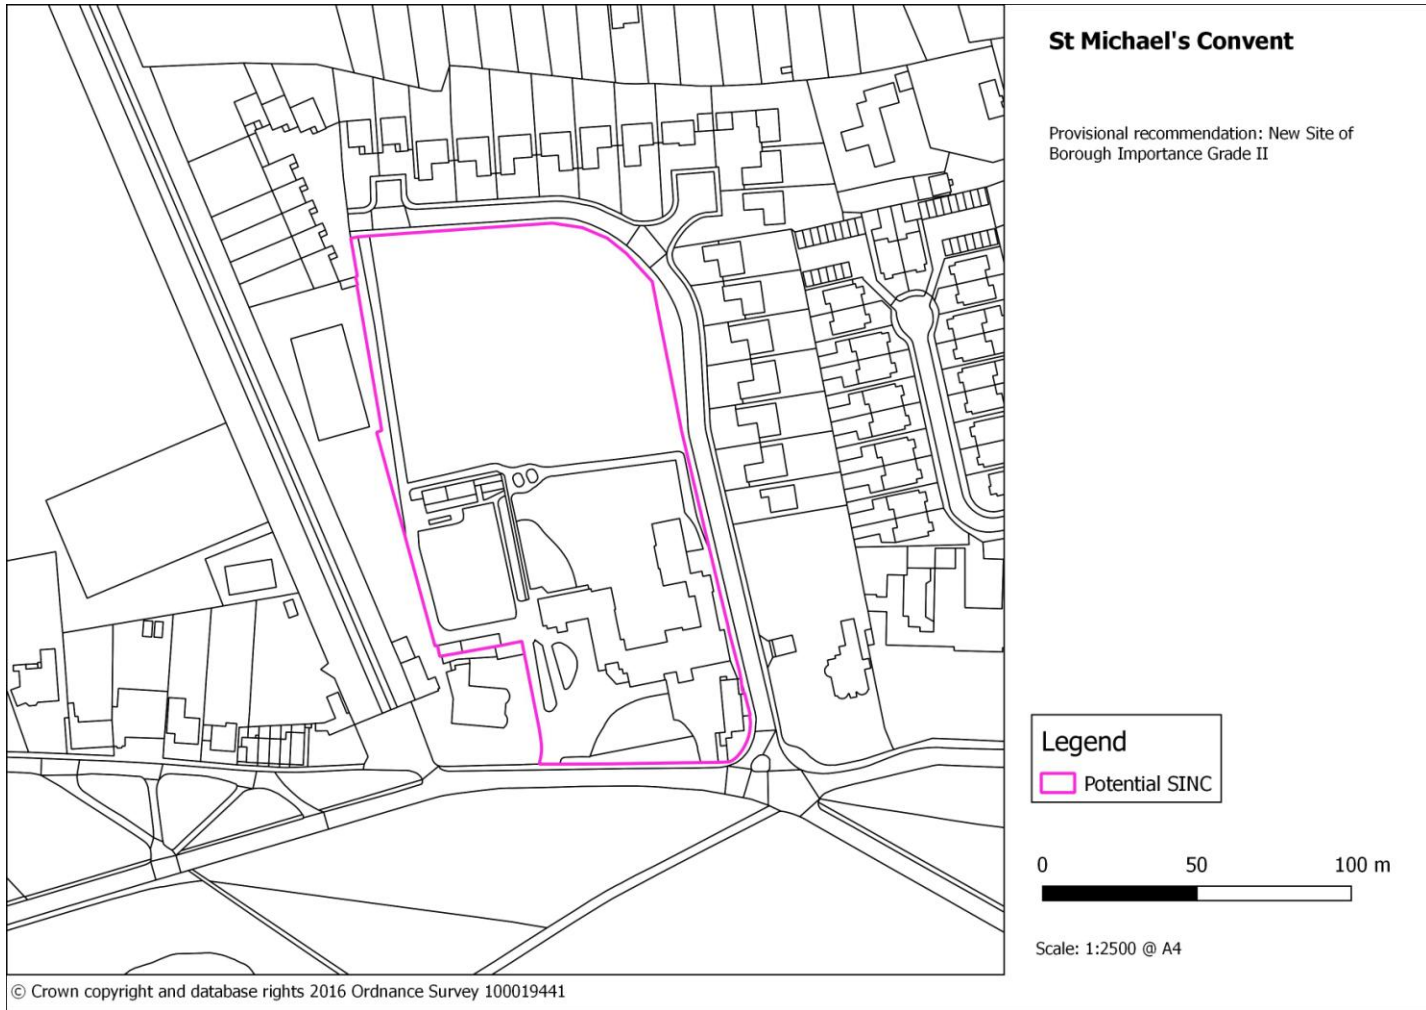 St Michael's Convent
Provisional recommendation: New Site of
Borough Importance Grade II
Legend
Potential SINC
0 50 100 m
Scale: 1:2500 @ A4
© Crown copyright and database rights 2016 Ordnance Survey 100019441